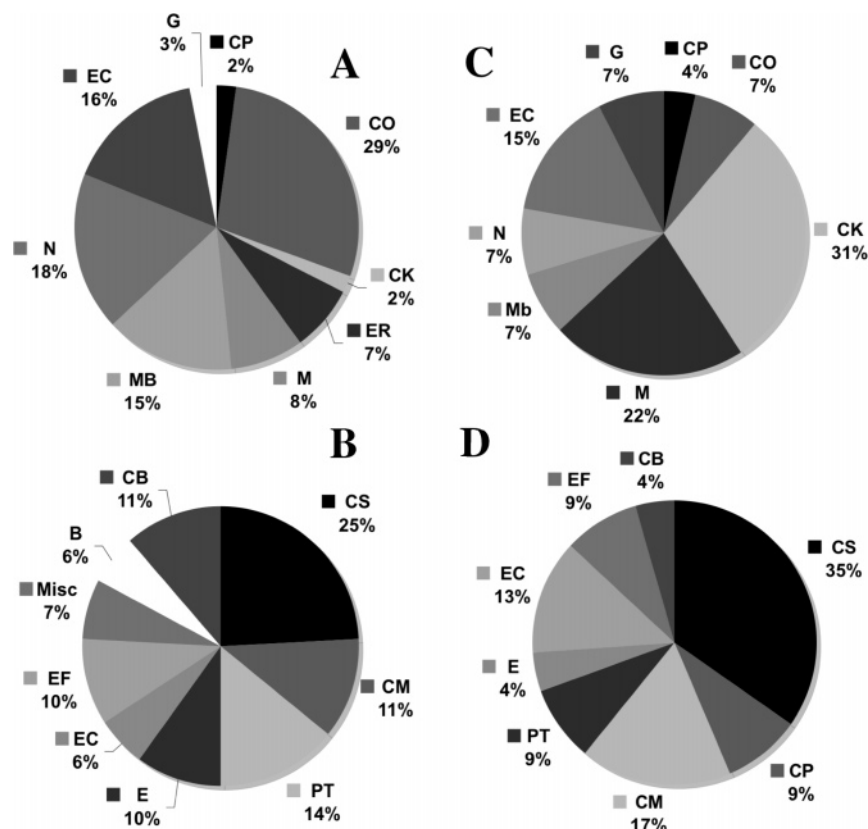 A
G
3%
CP
2%
CO
29%
CK
2%
ER
7%
M
8%
MB
15%
N
18%
EC
16%
C
G
7%
CP
4%
CO
7%
CK
31%
M
22%
Mb
7%
N
7%
EC
15%
B
CB
11%
CS
25%
CM
11%
PT
14%
E
10%
EC
6%
EF
10%
Misc
7%
B
6%
D
CB
4%
CS
35%
CP
9%
CM
17%
PT
9%
E
4%
EC
13%
EF
9%